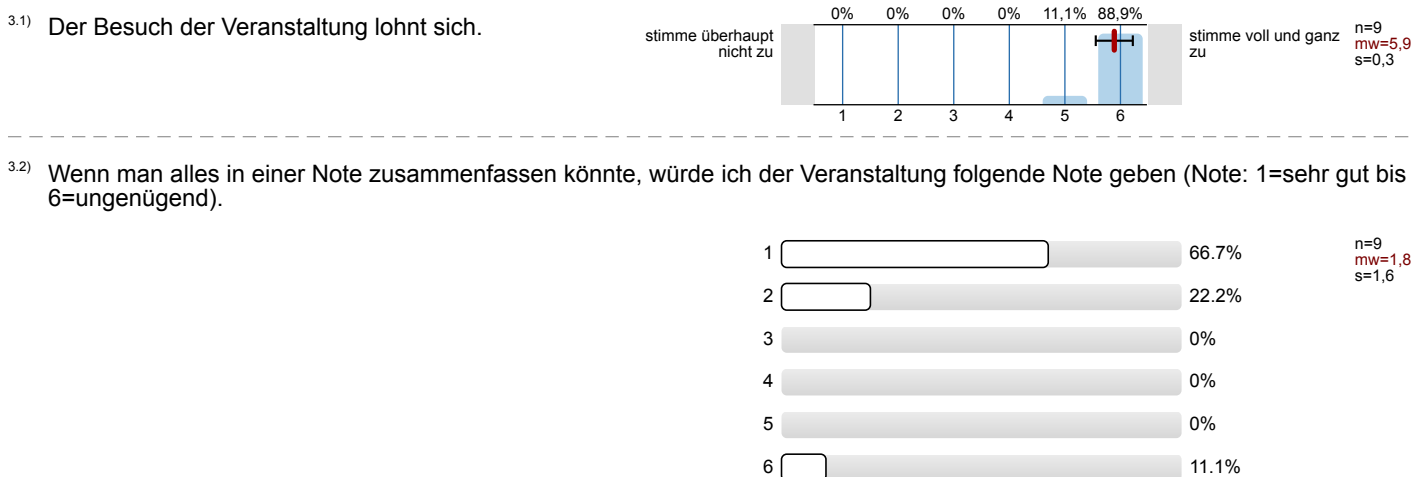 3.1) Der Besuch der Veranstaltung lohnt sich.
stimme überhaupt
nicht zu
0% 0% 0% 0% 11,1% 88,9%
1 2 3 4 5 6
stimme voll und ganz
zu
n=9
mw=5,9
s=0,3
3.2) Wenn man alles in einer Note zusammenfassen könnte, würde ich der Veranstaltung folgende Note geben (Note: 1=sehr gut bis
6=ungenügend).
1 66.7%
2 22.2%
3 0%
4 0%
5 0%
6 11.1%
n=9
mw=1,8
s=1,6